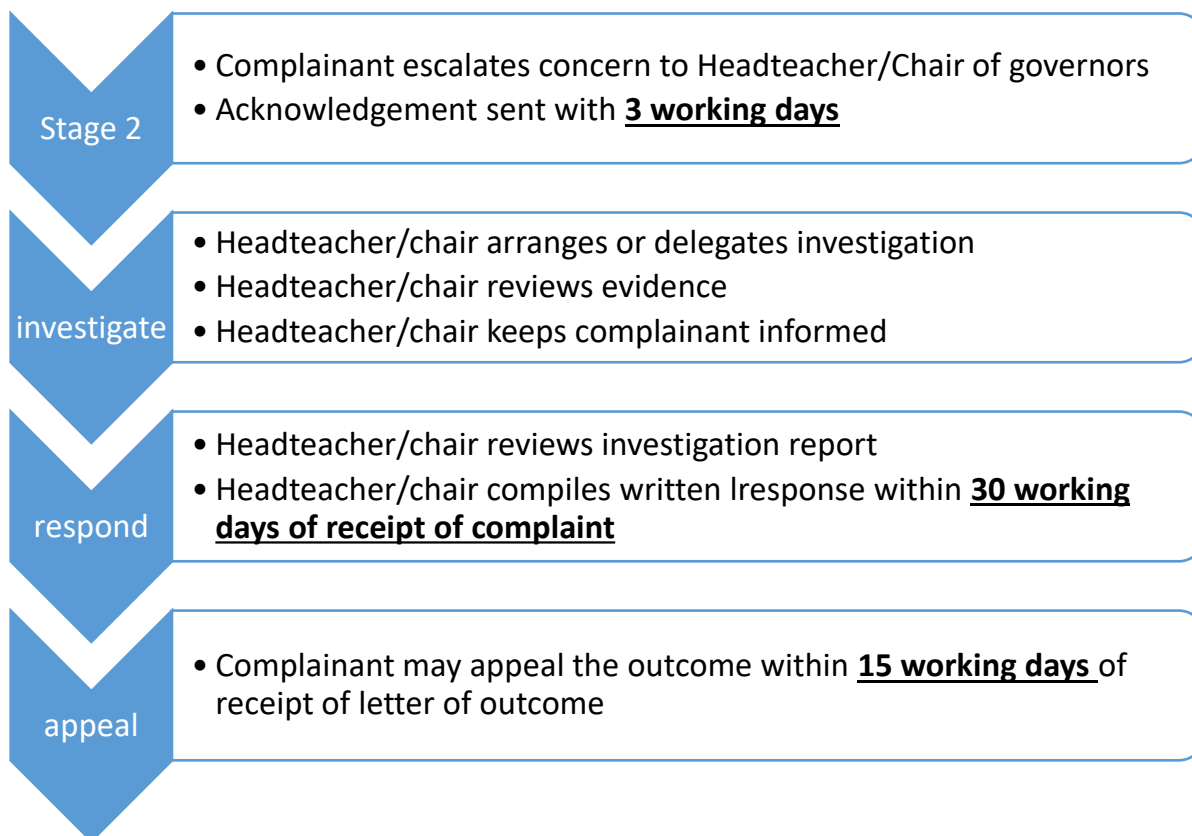 Stage 2
• Complainant escalates concern to Headteacher/Chair of governors
• Acknowledgement sent with 3 working days
investigate
• Headteacher/chair arranges or delegates investigation
• Headteacher/chair reviews evidence
• Headteacher/chair keeps complainant informed
respond
• Headteacher/chair reviews investigation report
• Headteacher/chair compiles written lresponse within 30 working
days of receipt of complaint
appeal
• Complainant may appeal the outcome within 15 working days of
receipt of letter of outcome